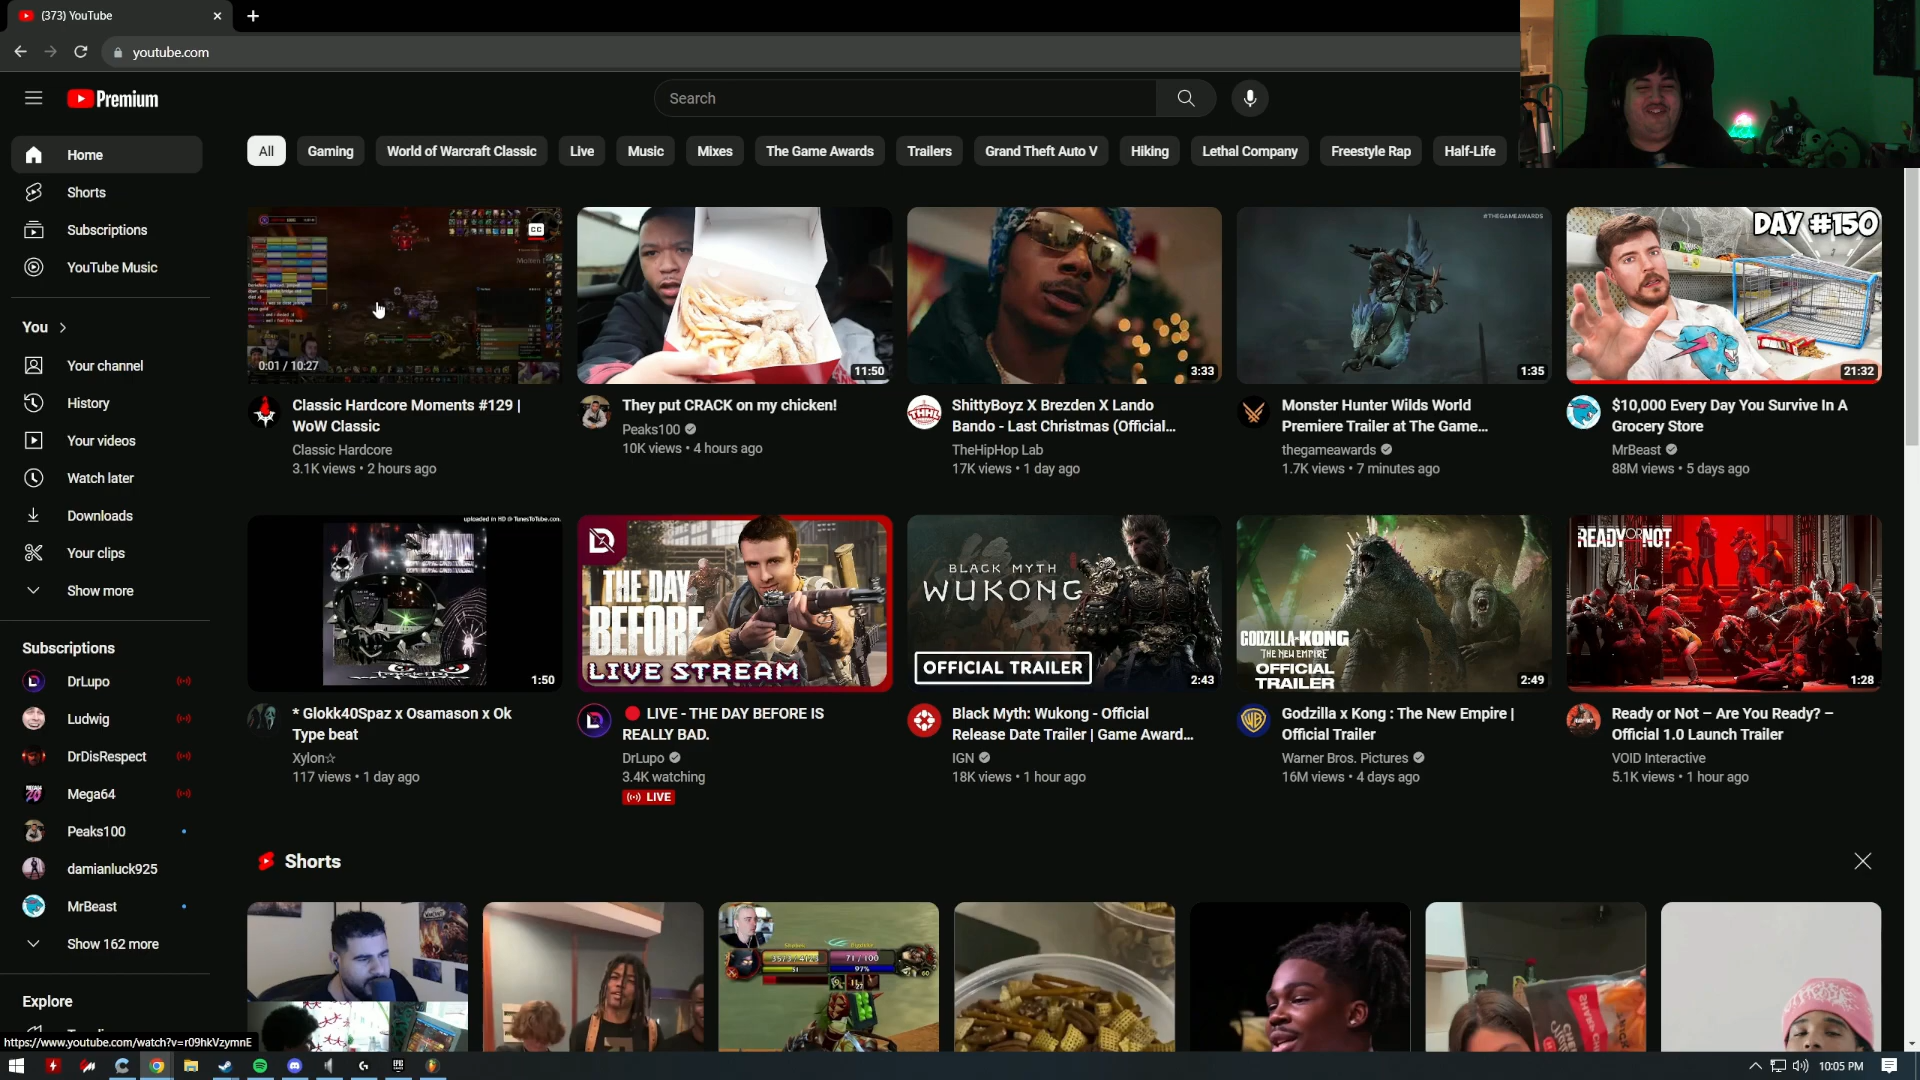 (373) YouTube
youtube.com
Premium
Search
Home
Shorts
Subscriptions
YouTube Music
You
Your channel
History
Your videos
Watch later
Downloads
Your clips
Show more
Subscriptions
DrLupo
Ludwig
DrDisRespect
Mega64
Peaks100
damianluck925
MrBeast
Show 162 more
Explore
All
Gaming
World of Warcraft Classic
Live
Music
Mixes
The Game Awards
Trailers
Grand Theft Auto V
Hiking
Lethal Company
Freestyle Rap
Half-Life
CC
0:01 / 10:27
Classic Hardcore Moments #129 |
WoW Classic
Classic Hardcore
3.1K views • 2 hours ago
11:50
They put CRACK on my chicken!
Peaks100
10K views • 4 hours ago
3:33
THHL
ShittyBoyz X Brezden X Lando
Bando - Last Christmas (Official...
TheHipHop Lab
17K views • 1 day ago
#THEGAMEAWARDS
1:35
Monster Hunter Wilds World
Premiere Trailer at The Game...
thegameawards
1.7K views • 7 minutes ago
DAY #150
21:32
$10,000 Every Day You Survive In A
Grocery Store
MrBeast
88M views • 5 days ago
uploaded in HD @ TunesToTube.com
1:50
* Glokk40Spaz x Osamason x Ok
Type beat
Xylon☆
117 views • 1 day ago
THE DAY
BEFORE
LIVE STREAM
LIVE - THE DAY BEFORE IS
REALLY BAD.
DrLupo
3.4K watching
LIVE
BLACK MYTH
WUKONG
OFFICIAL TRAILER
2:43
Black Myth: Wukong - Official
Release Date Trailer | Game Award...
IGN
18K views • 1 hour ago
GODZILLA x KONG
THE NEW EMPIRE
OFFICIAL
TRAILER
2:49
Godzilla x Kong : The New Empire |
Official Trailer
Warner Bros. Pictures
16M views • 4 days ago
READY OR NOT
1:28
Ready or Not – Are You Ready? –
Official 1.0 Launch Trailer
VOID Interactive
5.1K views • 1 hour ago
Shorts
71 / 100
97%
https://www.youtube.com/watch?v=r09hkVzymnE
10:05 PM